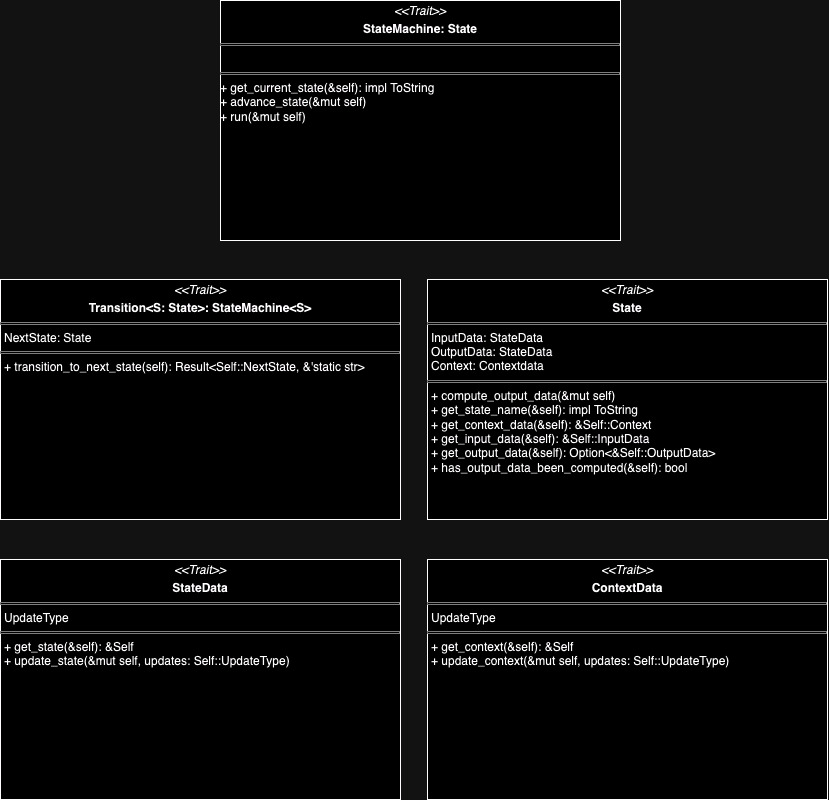 <<Trait>>
StateMachine: State
+ get_current_state(&self): impl ToString
+ advance_state(&mut self)
+ run(&mut self)
<<Trait>>
Transition<S: State>: StateMachine<S>
NextState: State
+ transition_to_next_state(self): Result<Self::NextState, &'static str>
<<Trait>>
State
InputData: StateData
OutputData: StateData
Context: Contextdata
+ compute_output_data(&mut self)
+ get_state_name(&self): impl ToString
+ get_context_data(&self): &Self::Context
+ get_input_data(&self): &Self::InputData
+ get_output_data(&self): Option<&Self::OutputData>
+ has_output_data_been_computed(&self): bool
<<Trait>>
StateData
UpdateType
+ get_state(&self): &Self
+ update_state(&mut self, updates: Self::UpdateType)
<<Trait>>
ContextData
UpdateType
+ get_context(&self): &Self
+ update_context(&mut self, updates: Self::UpdateType)